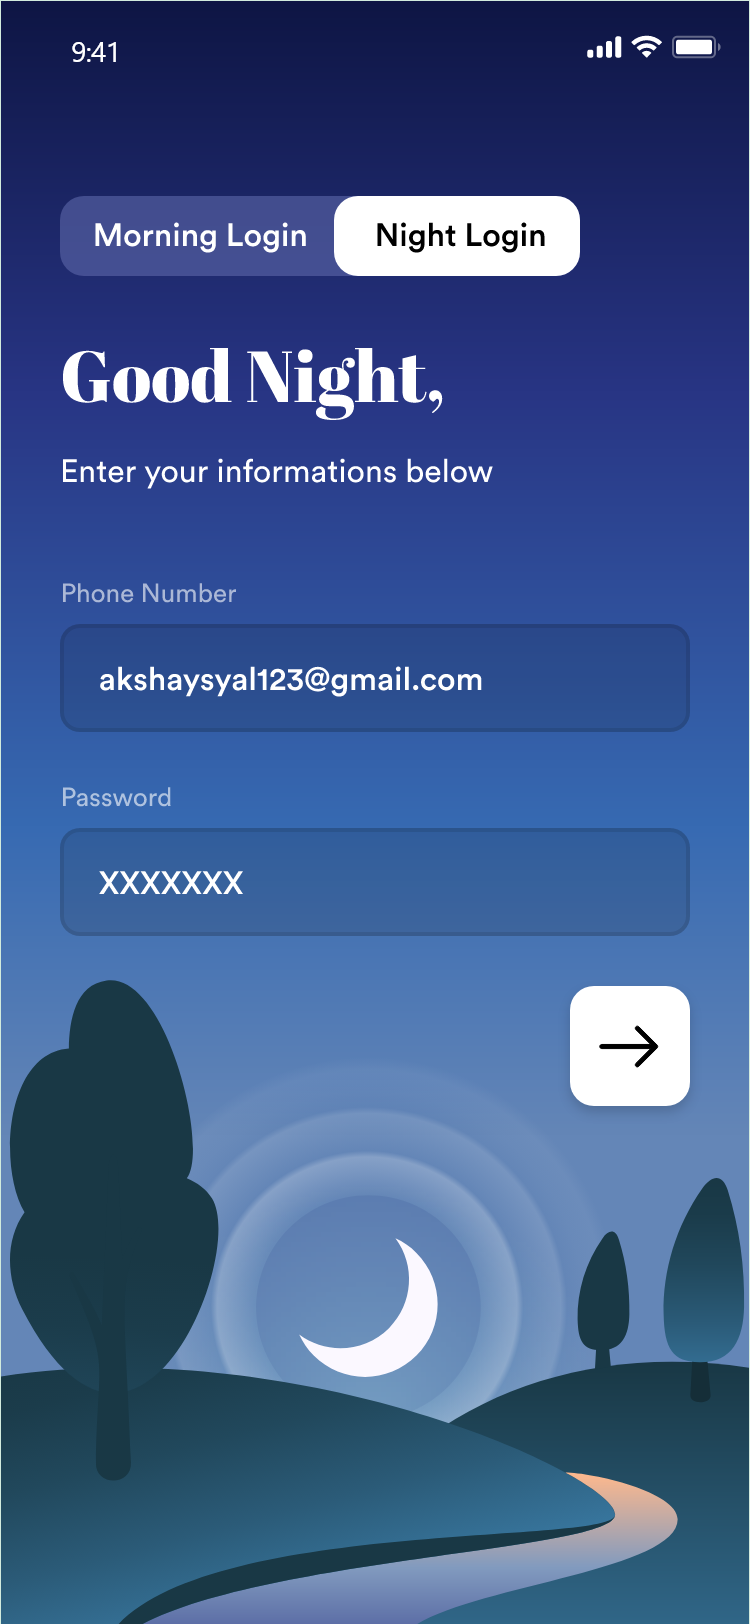 9:41
Morning Login Night Login
Good Night,
Enter your informations below
Phone Number
akshaysyal123@gmail.com
Password
XXXXXXX